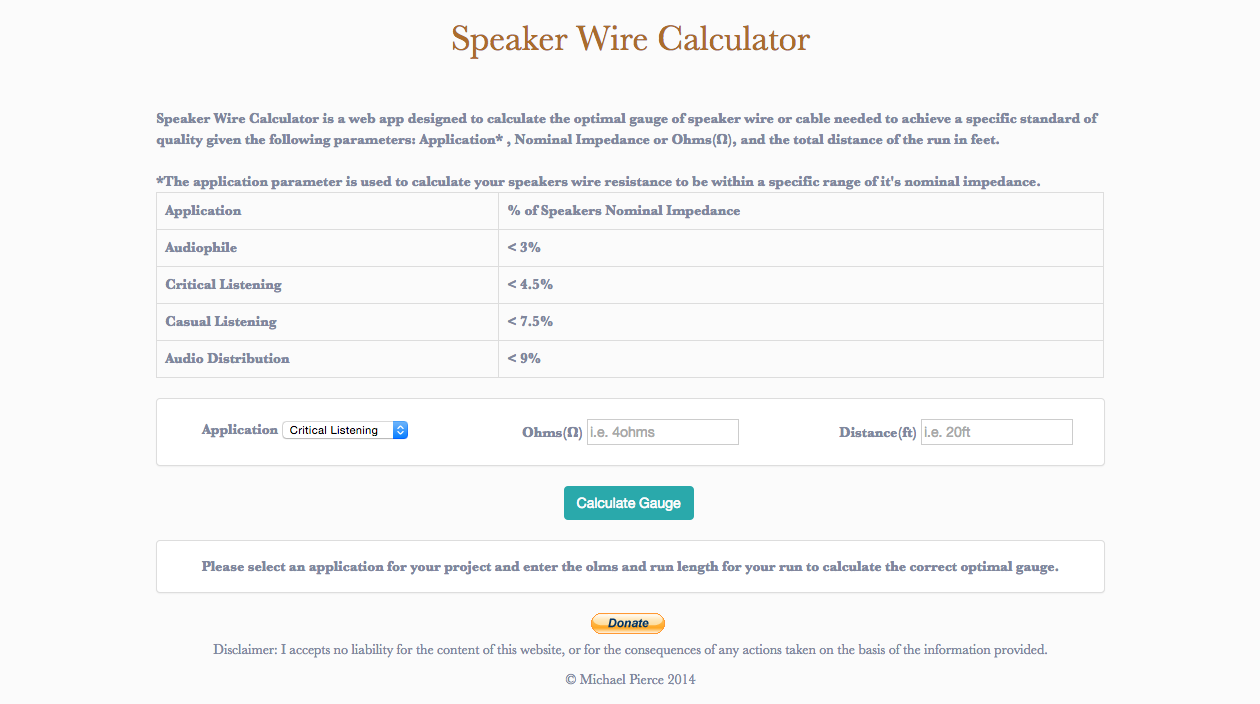 Speaker Wire Calculator
Speaker Wire Calculator is a web app designed to calculate the optimal gauge of speaker wire or cable needed to achieve a specific standard of
quality given the following parameters: Application* , Nominal Impedance or Ohms(Ω), and the total distance of the run in feet.
*The application parameter is used to calculate your speakers wire resistance to be within a specific range of it's nominal impedance.
Application % of Speakers Nominal Impedance
Audiophile < 3%
Critical Listening < 4.5%
Casual Listening < 7.5%
Audio Distribution < 9%
Application Critical Listening Ohms(Ω) i.e. 4ohms Distance(ft) i.e. 20ft
Calculate Gauge
Please select an application for your project and enter the olms and run length for your run to calculate the correct optimal gauge.
Donate
Disclaimer: I accepts no liability for the content of this website, or for the consequences of any actions taken on the basis of the information provided.
© Michael Pierce 2014